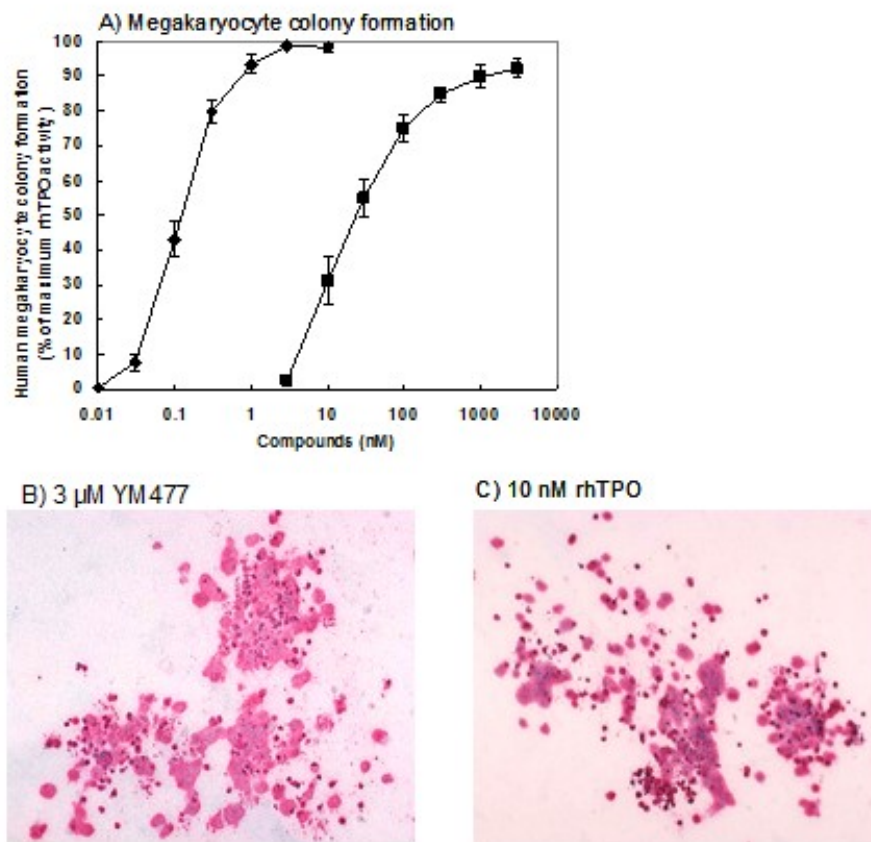 A) Megakaryocyte colony formation
Human megakaryocyte colony formation
(% of maximum rhTPO activity)
100
90
80
70
60
50
40
30
20
10
0
0.01 0.1 1 10 100 1000 10000
Compounds (nM)
B) 3 µM YM477
C) 10 nM rhTPO